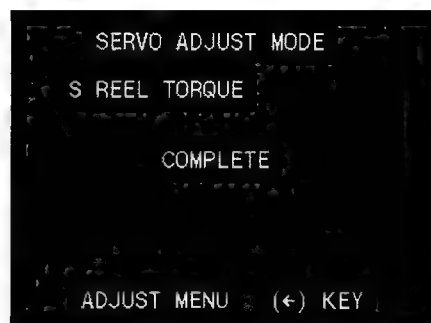 SERVO ADJUST MODE
S REEL TORQUE
COMPLETE
ADJUST MENU (←) KEY